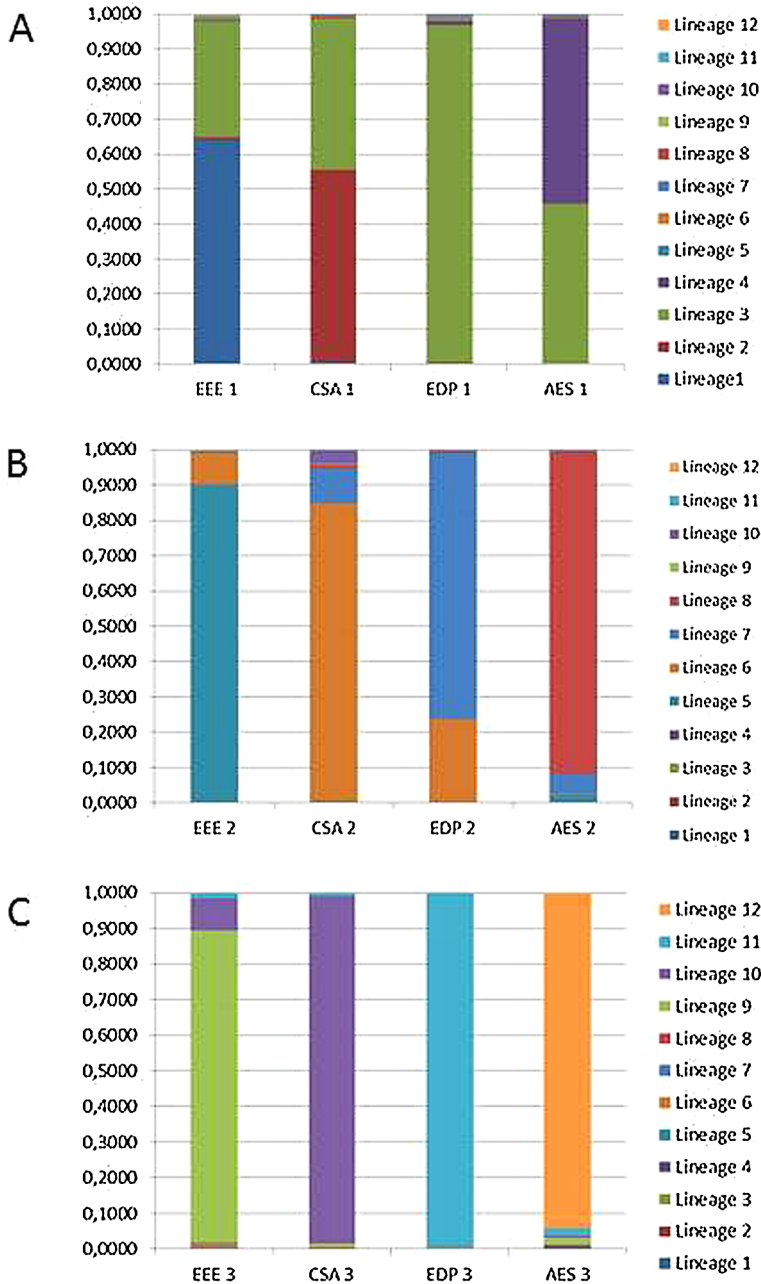 A
1,0000
0,9000
0,8000
0,7000
0,6000
0,5000
0,4000
0,3000
0,2000
0,1000
0,0000
EEE 1
CSA 1
EDP 1
AES 1
Lineage 12
Lineage 11
Lineage 10
Lineage 9
Lineage 8
Lineage 7
Lineage 6
Lineage 5
Lineage 4
Lineage 3
Lineage 2
Lineage1
B
1,0000
0,9000
0,8000
0,7000
0,6000
0,5000
0,4000
0,3000
0,2000
0,1000
0,0000
EEE 2
CSA 2
EDP 2
AES 2
Lineage 12
Lineage 11
Lineage 10
Lineage 9
Lineage 8
Lineage 7
Lineage 6
Lineage 5
Lineage 4
Lineage 3
Lineage 2
Lineage 1
C
1,0000
0,9000
0,8000
0,7000
0,6000
0,5000
0,4000
0,3000
0,2000
0,1000
0,0000
EEE 3
CSA 3
EDP 3
AES 3
Lineage 12
Lineage 11
Lineage 10
Lineage 9
Lineage 8
Lineage 7
Lineage 6
Lineage 5
Lineage 4
Lineage 3
Lineage 2
Lineage 1